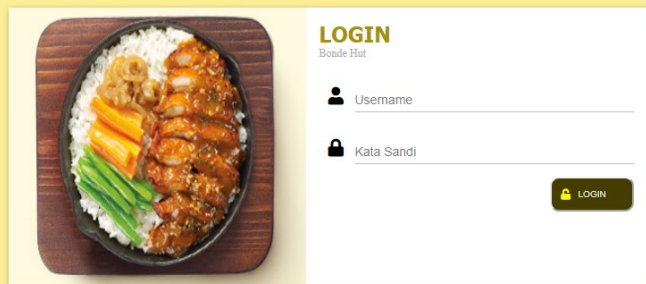 LOGIN
Bonde Hut
Username
Kata Sandi
LOGIN